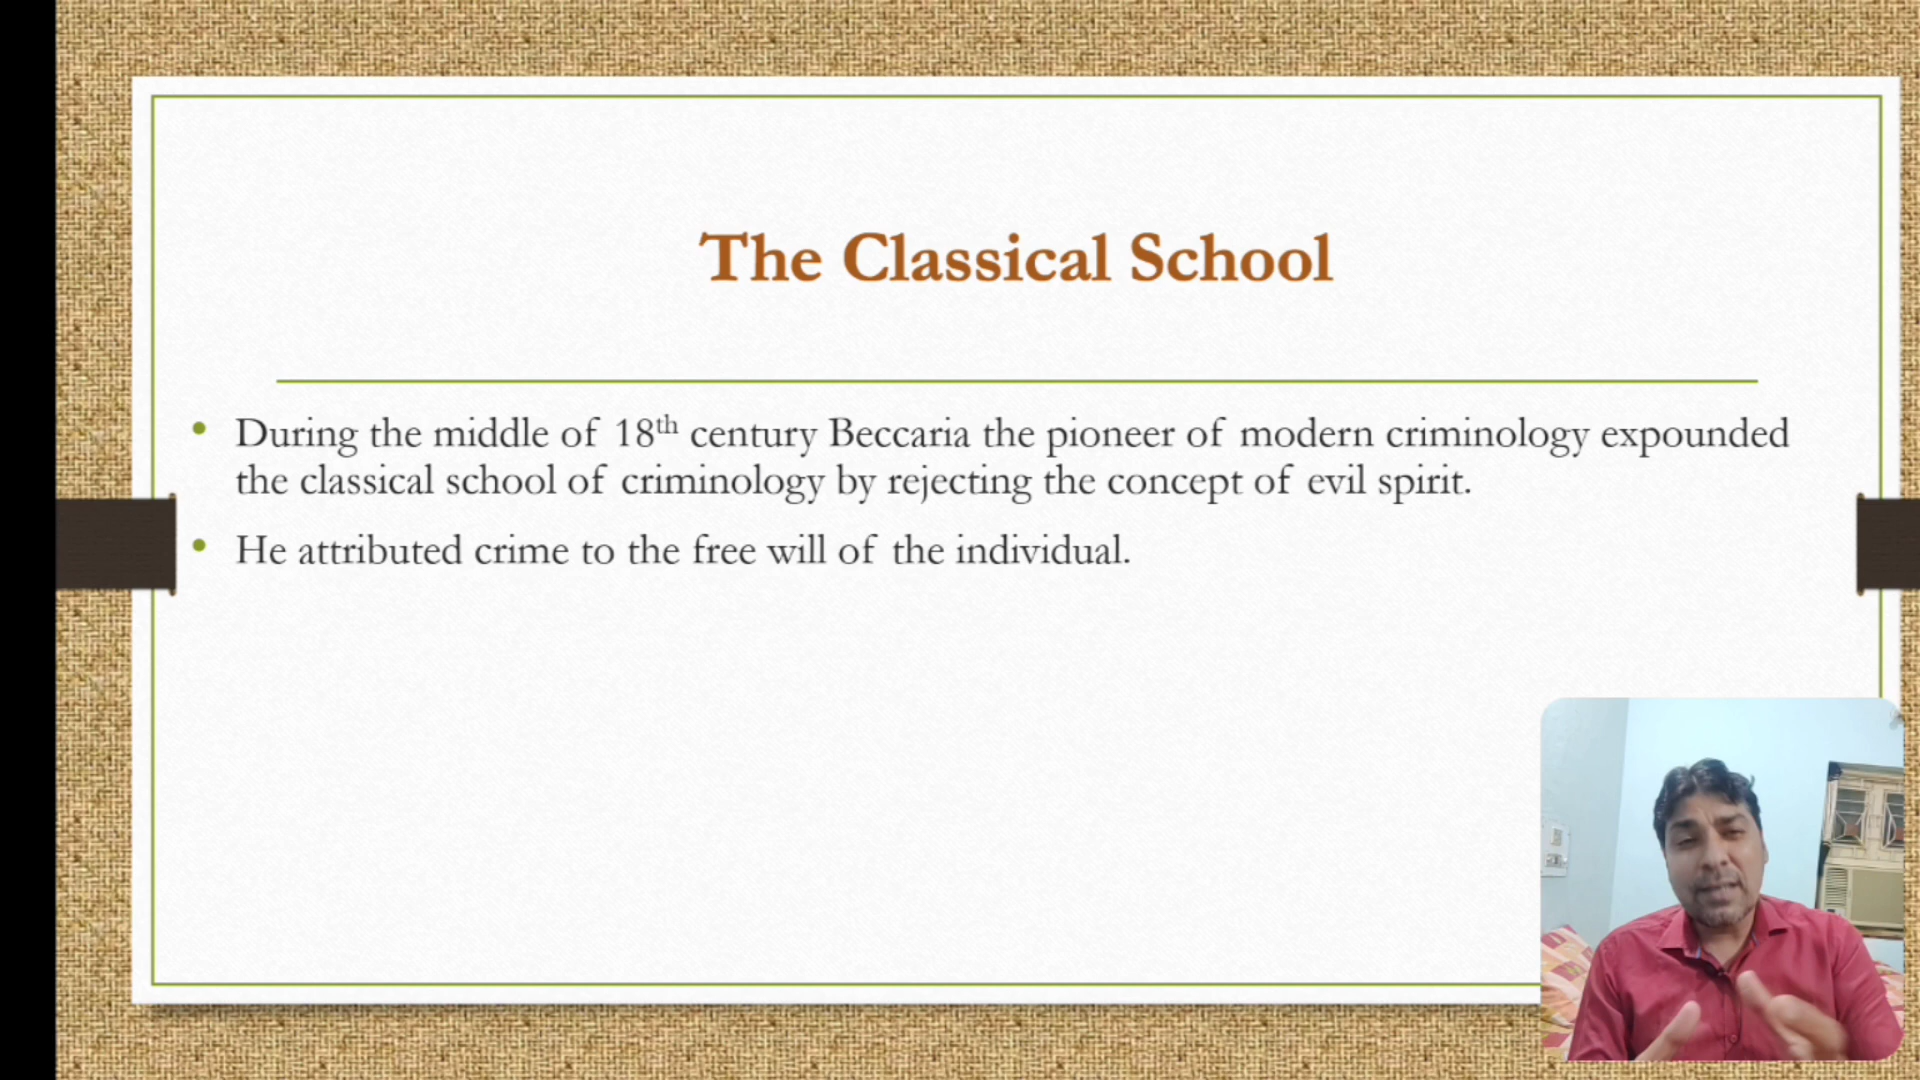 The Classical School
• During the middle of 18th century Beccaria the pioneer of modern criminology expounded
the classical school of criminology by rejecting the concept of evil spirit.
• He attributed crime to the free will of the individual.